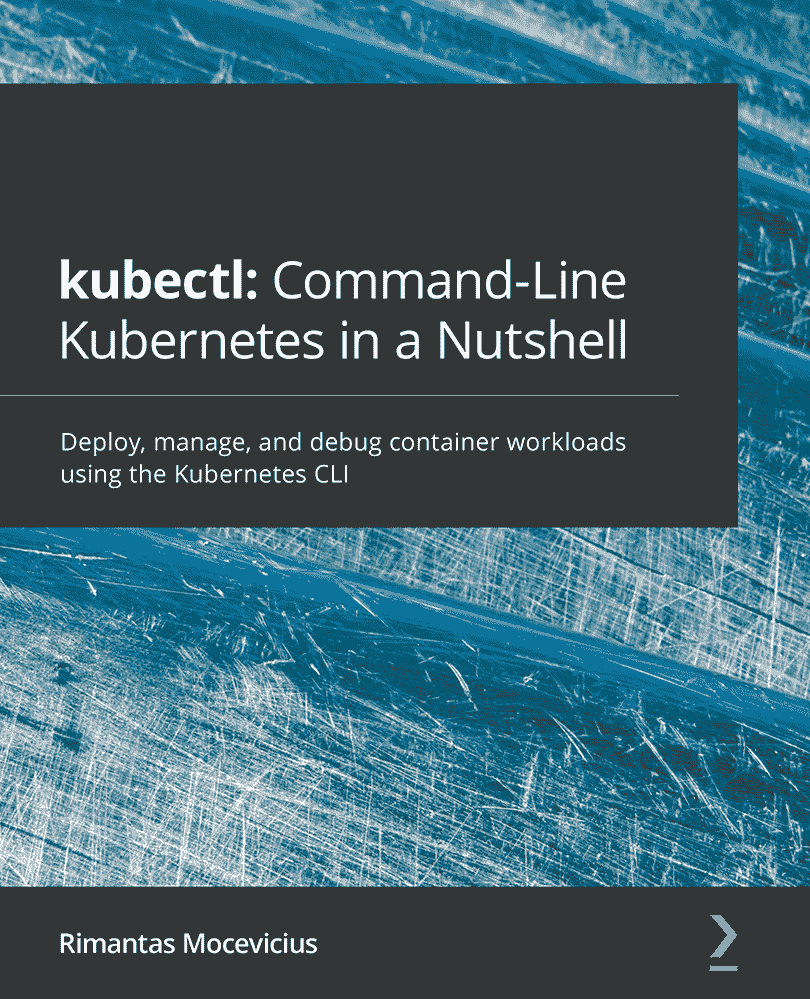 kubectl: Command-Line
Kubernetes in a Nutshell
Deploy, manage, and debug container workloads
using the Kubernetes CLI
Rimantas Mocevicius